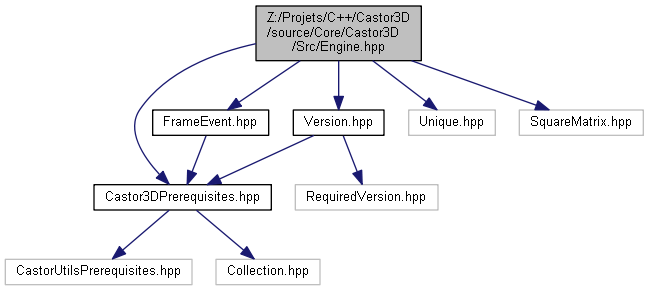 Z:/Projets/C++/Castor3D
/source/Core/Castor3D
/Src/Engine.hpp
FrameEvent.hpp
Version.hpp
Unique.hpp
SquareMatrix.hpp
Castor3DPrerequisites.hpp
RequiredVersion.hpp
CastorUtilsPrerequisites.hpp
Collection.hpp